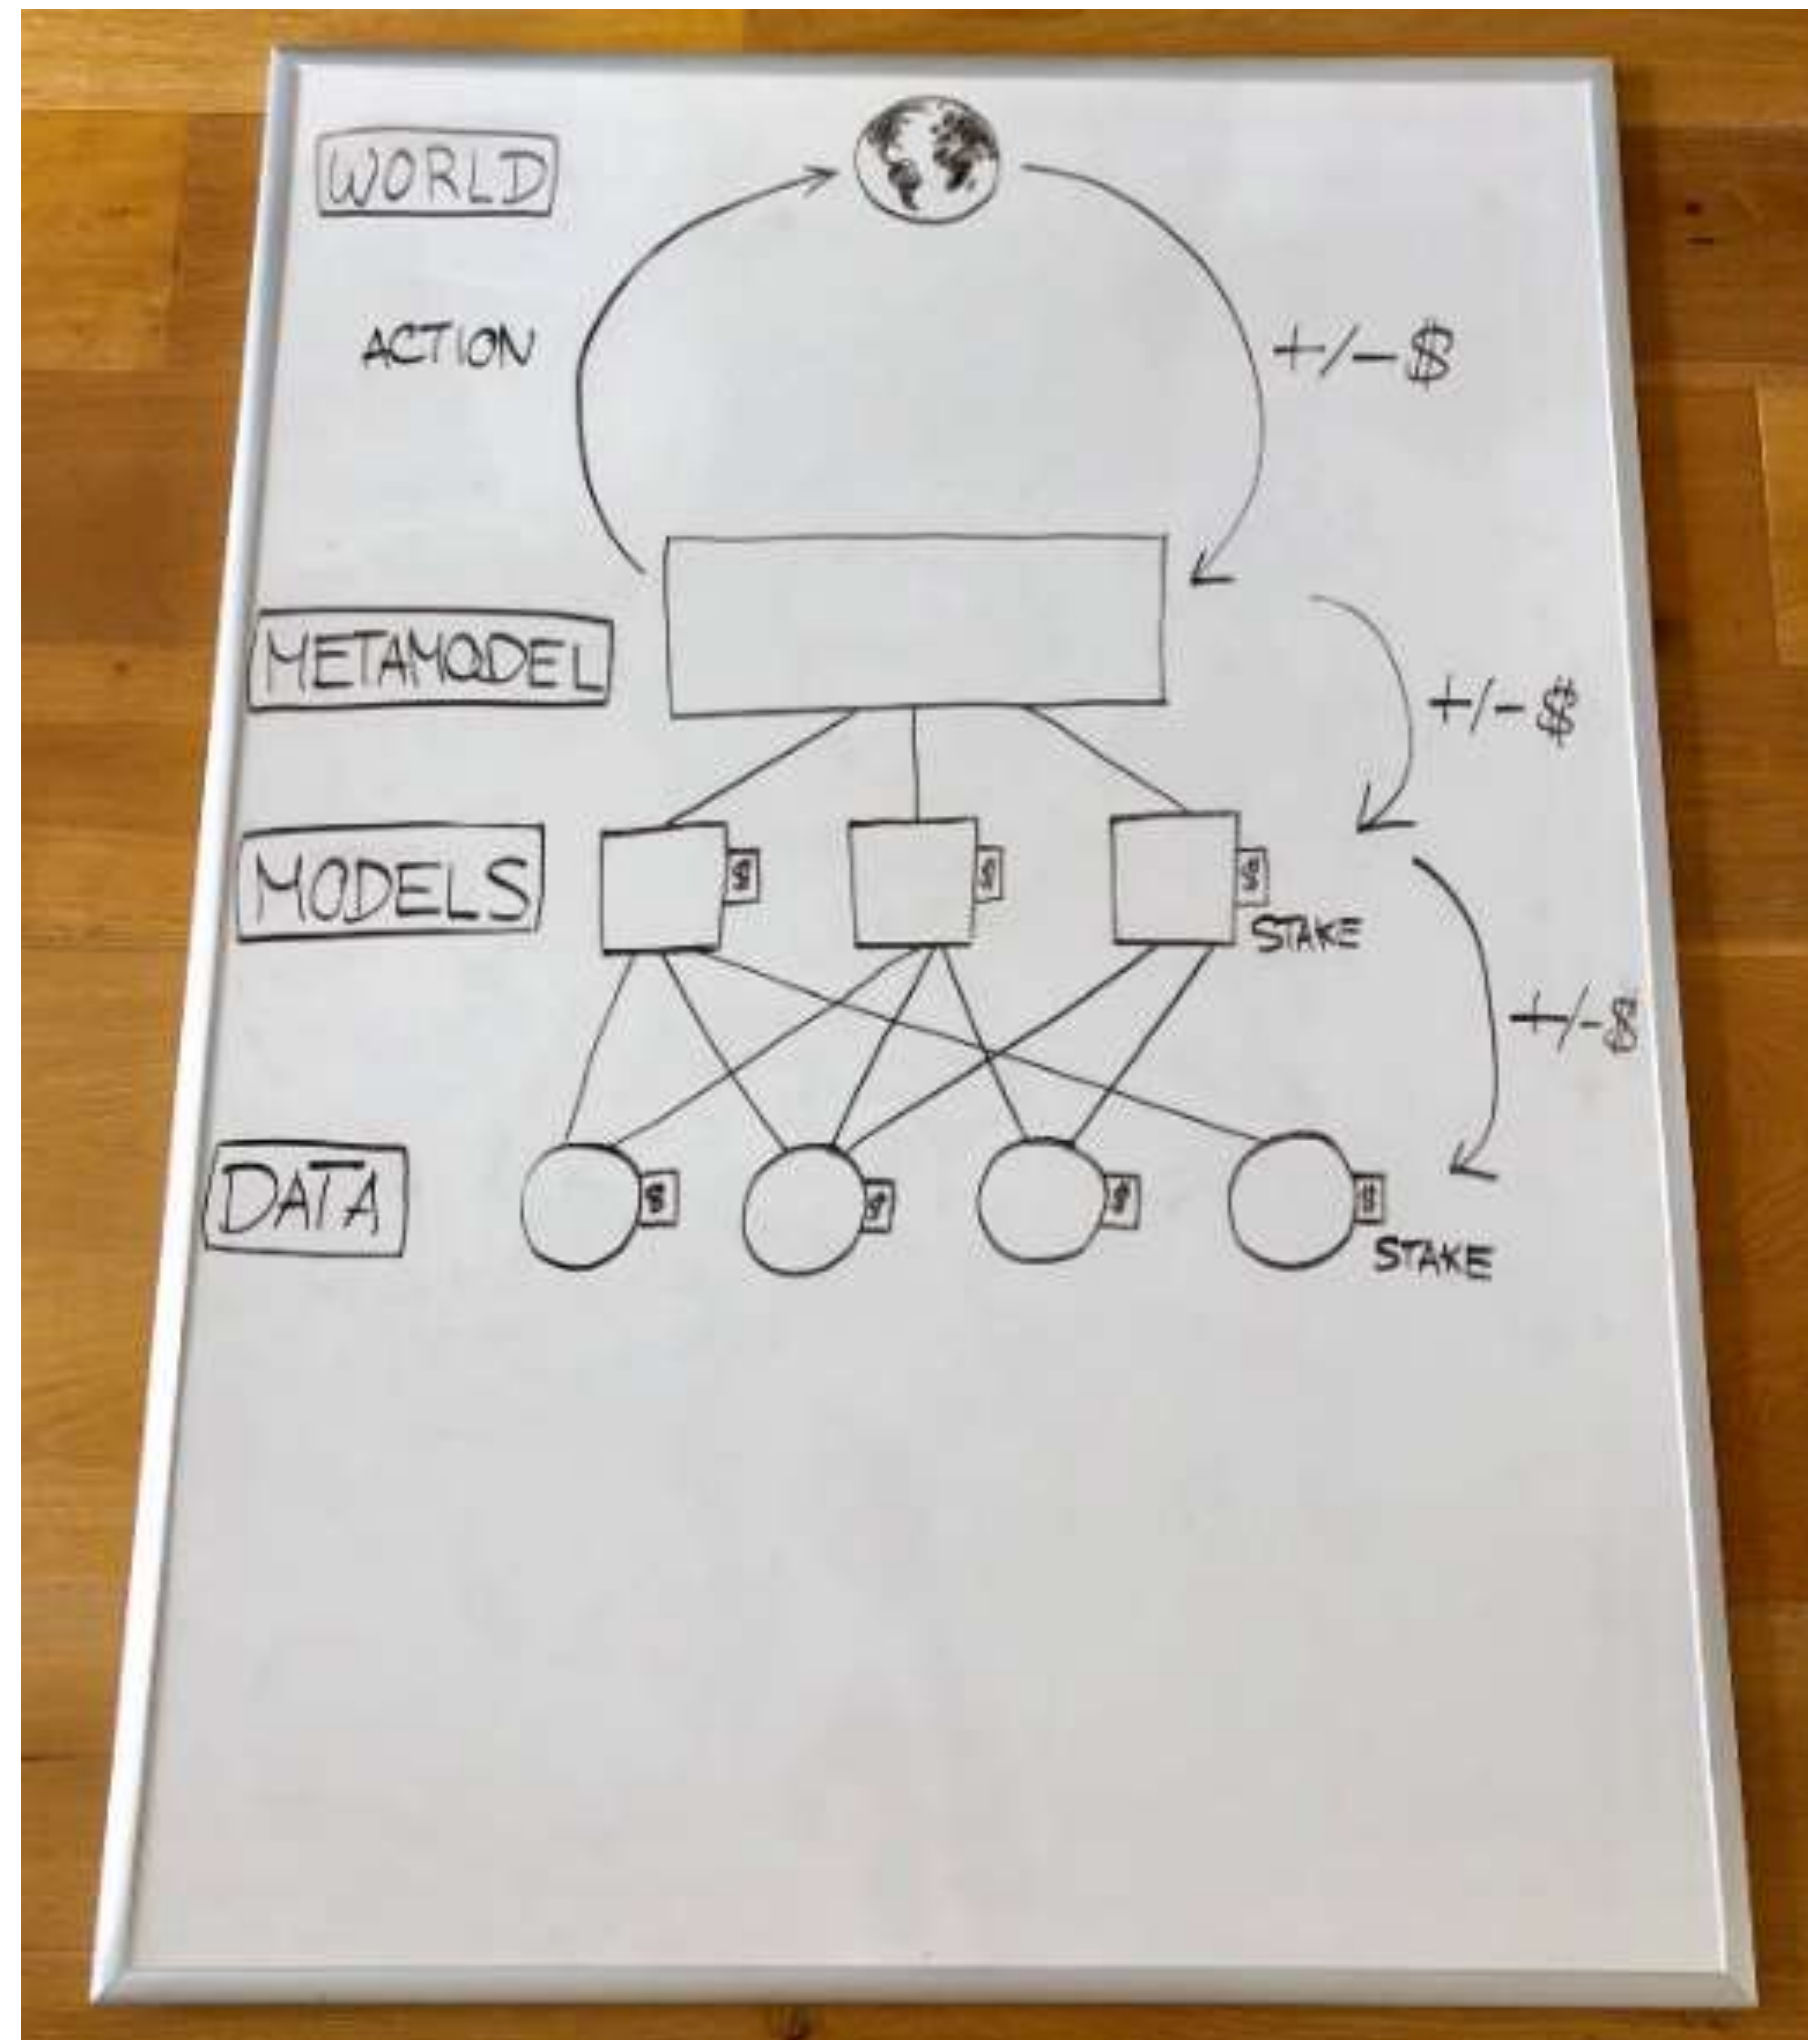 WORLD
ACTION
+/-$
METAMODEL
+/-$
MODELS
$ $ $
STAKE
+/-$
DATA
$ $ $ $
STAKE